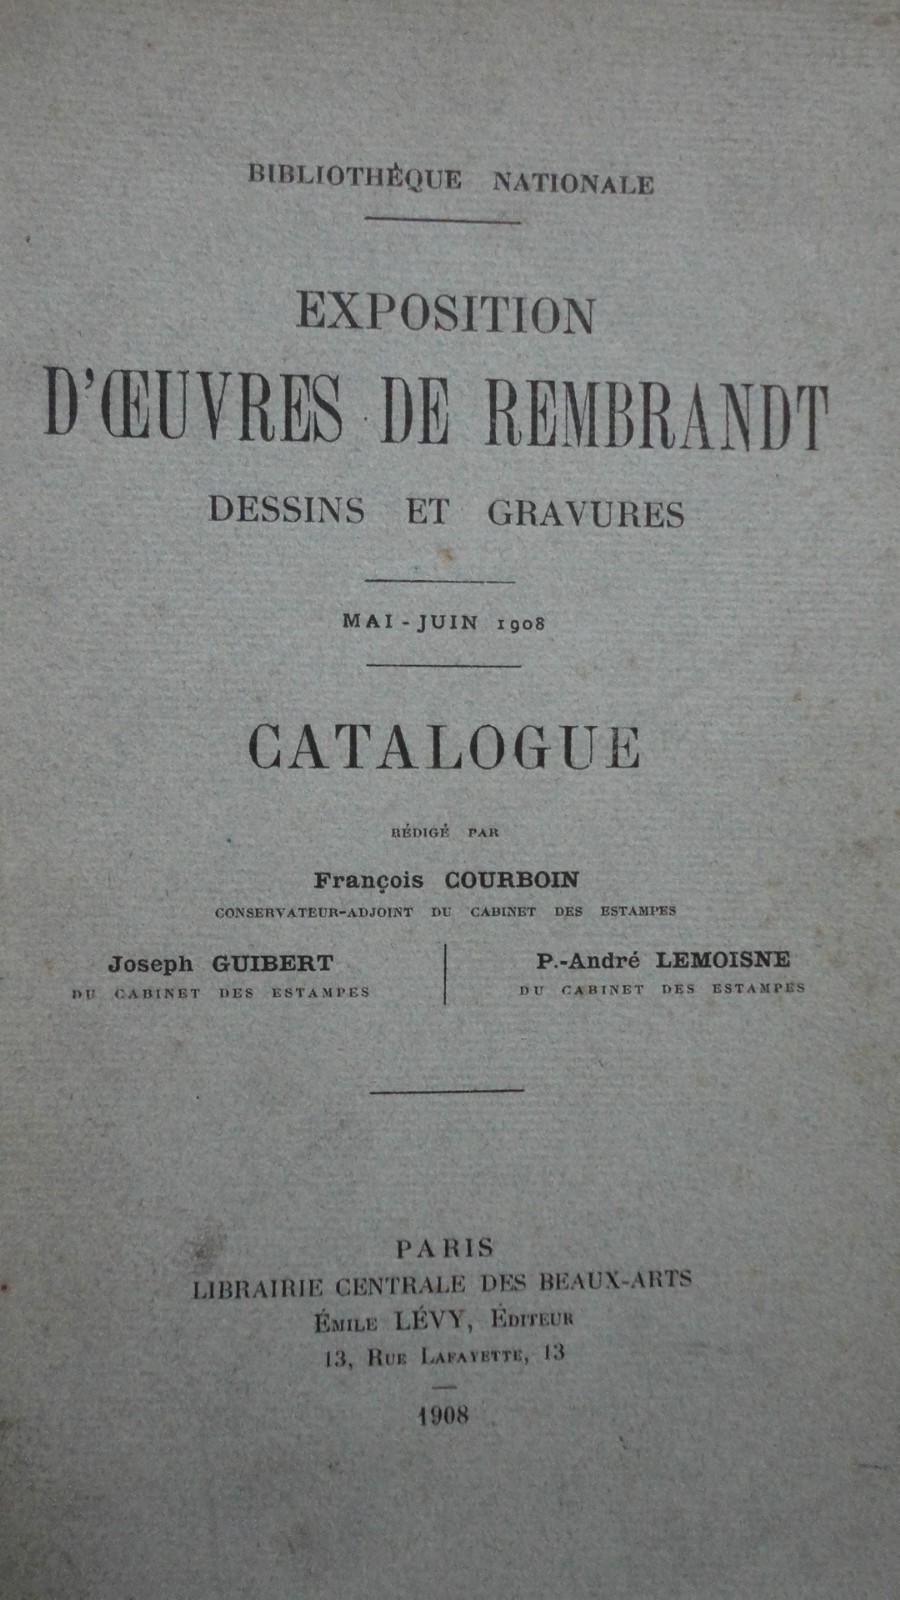 BIBLIOTHÈQUE NATIONALE
EXPOSITION
D'ŒUVRES DE REMBRANDT
DESSINS ET GRAVURES
MAI-JUIN 1908
CATALOGUE
RÉDIGÉ PAR
François COURBOIN
CONSERVATEUR-ADJOINT DU CABINET DES ESTAMPES
Joseph GUIBERT
DU CABINET DES ESTAMPES
P.-André LEMOISNE
DU CABINET DES ESTAMPES
PARIS
LIBRAIRIE CENTRALE DES BEAUX-ARTS
ÉMILE LÉVY, ÉDITEUR
13, RUE LAFAYETTE, 13
1908